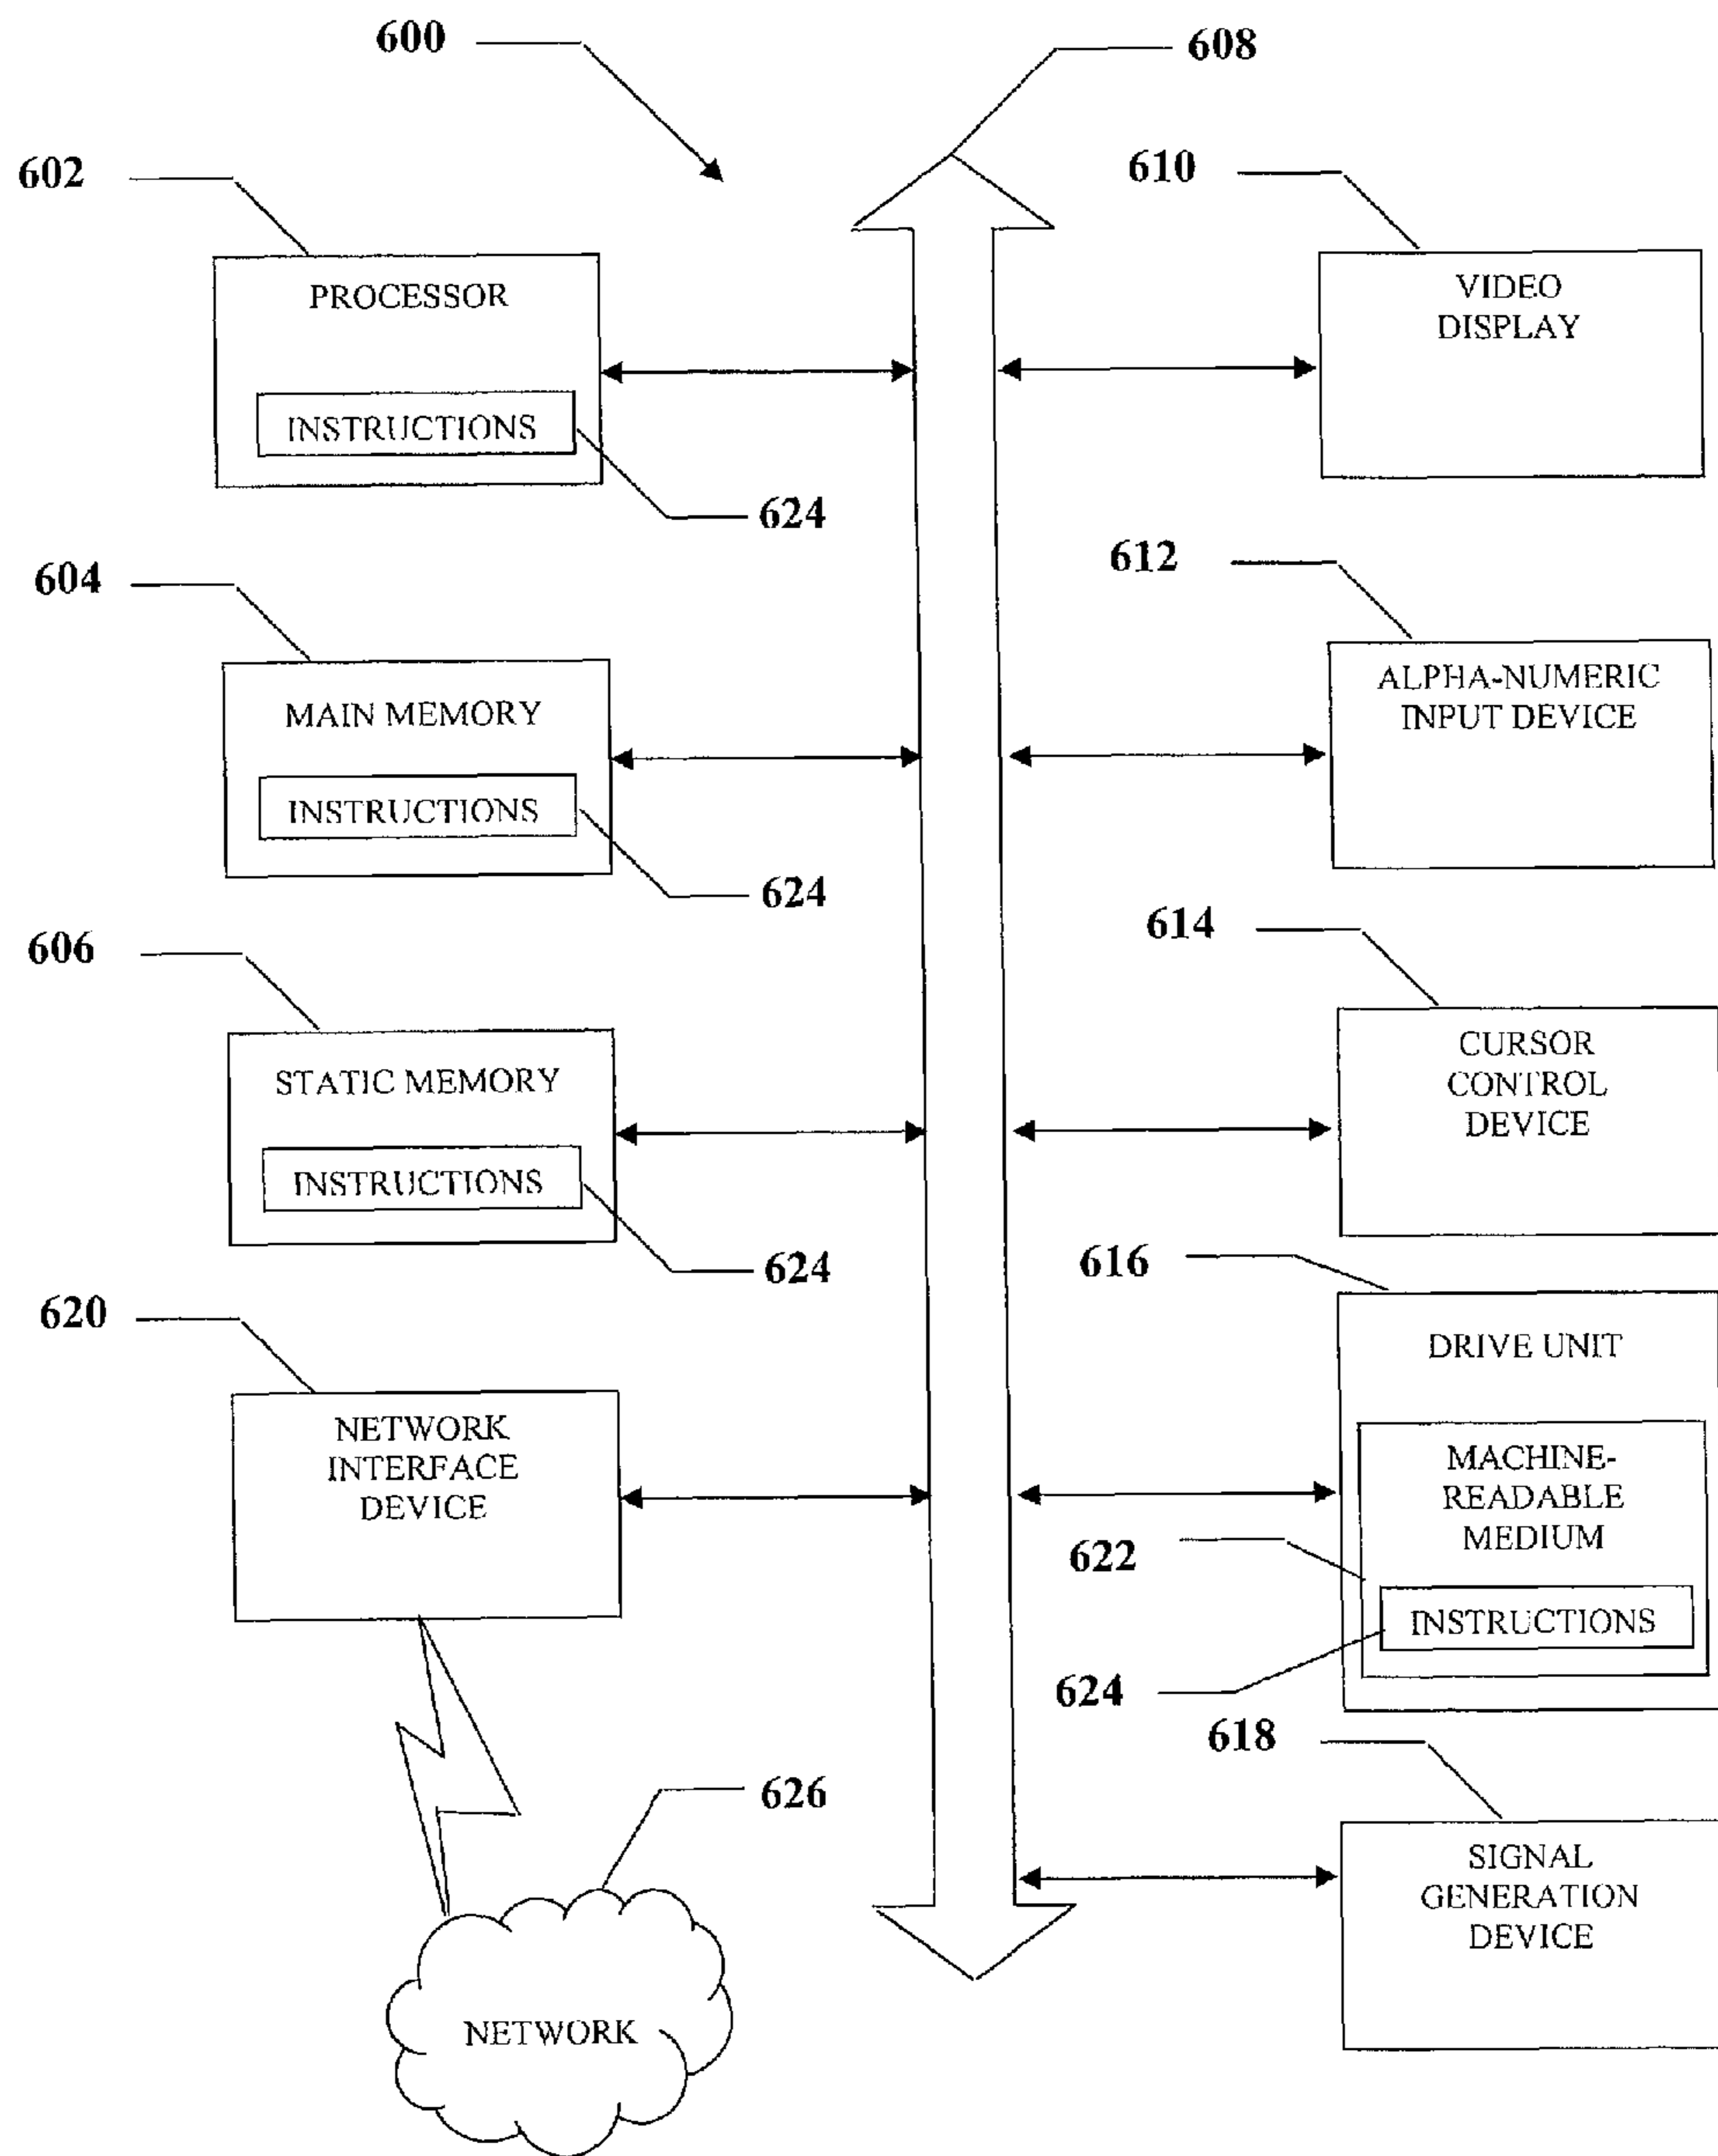 600
608
602
610
PROCESSOR
INSTRUCTIONS
624
VIDEO
DISPLAY
604
612
MAIN MEMORY
INSTRUCTIONS
624
ALPHA-NUMERIC
INPUT DEVICE
606
614
STATIC MEMORY
INSTRUCTIONS
624
CURSOR
CONTROL
DEVICE
620
616
NETWORK
INTERFACE
DEVICE
DRIVE UNIT
MACHINE-
READABLE
MEDIUM
622
INSTRUCTIONS
624
618
626
SIGNAL
GENERATION
DEVICE
NETWORK